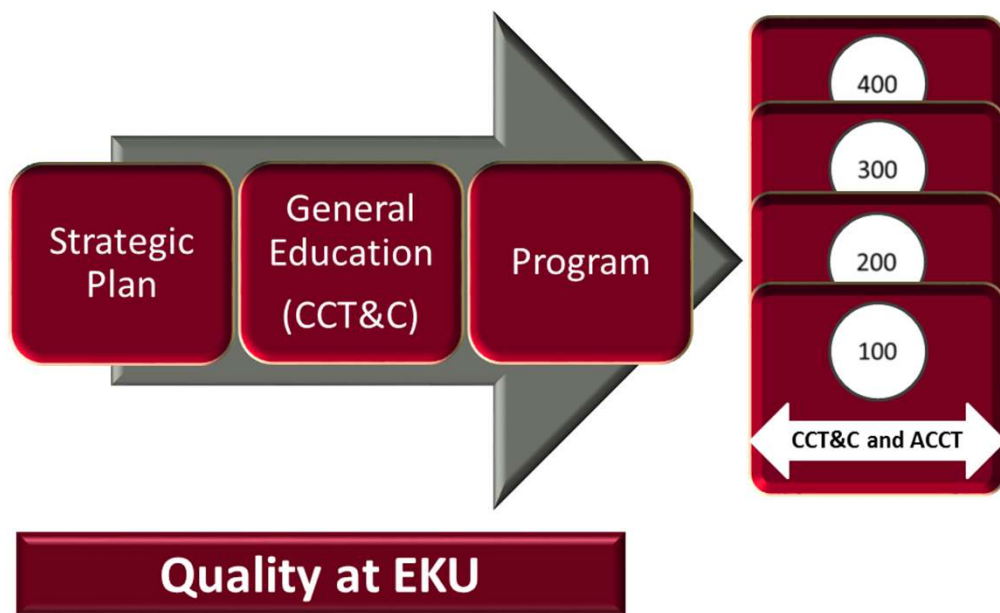 Strategic
Plan
General
Education
(CCT&C)
Program
400
300
200
100
CCT&C and ACCT
Quality at EKU